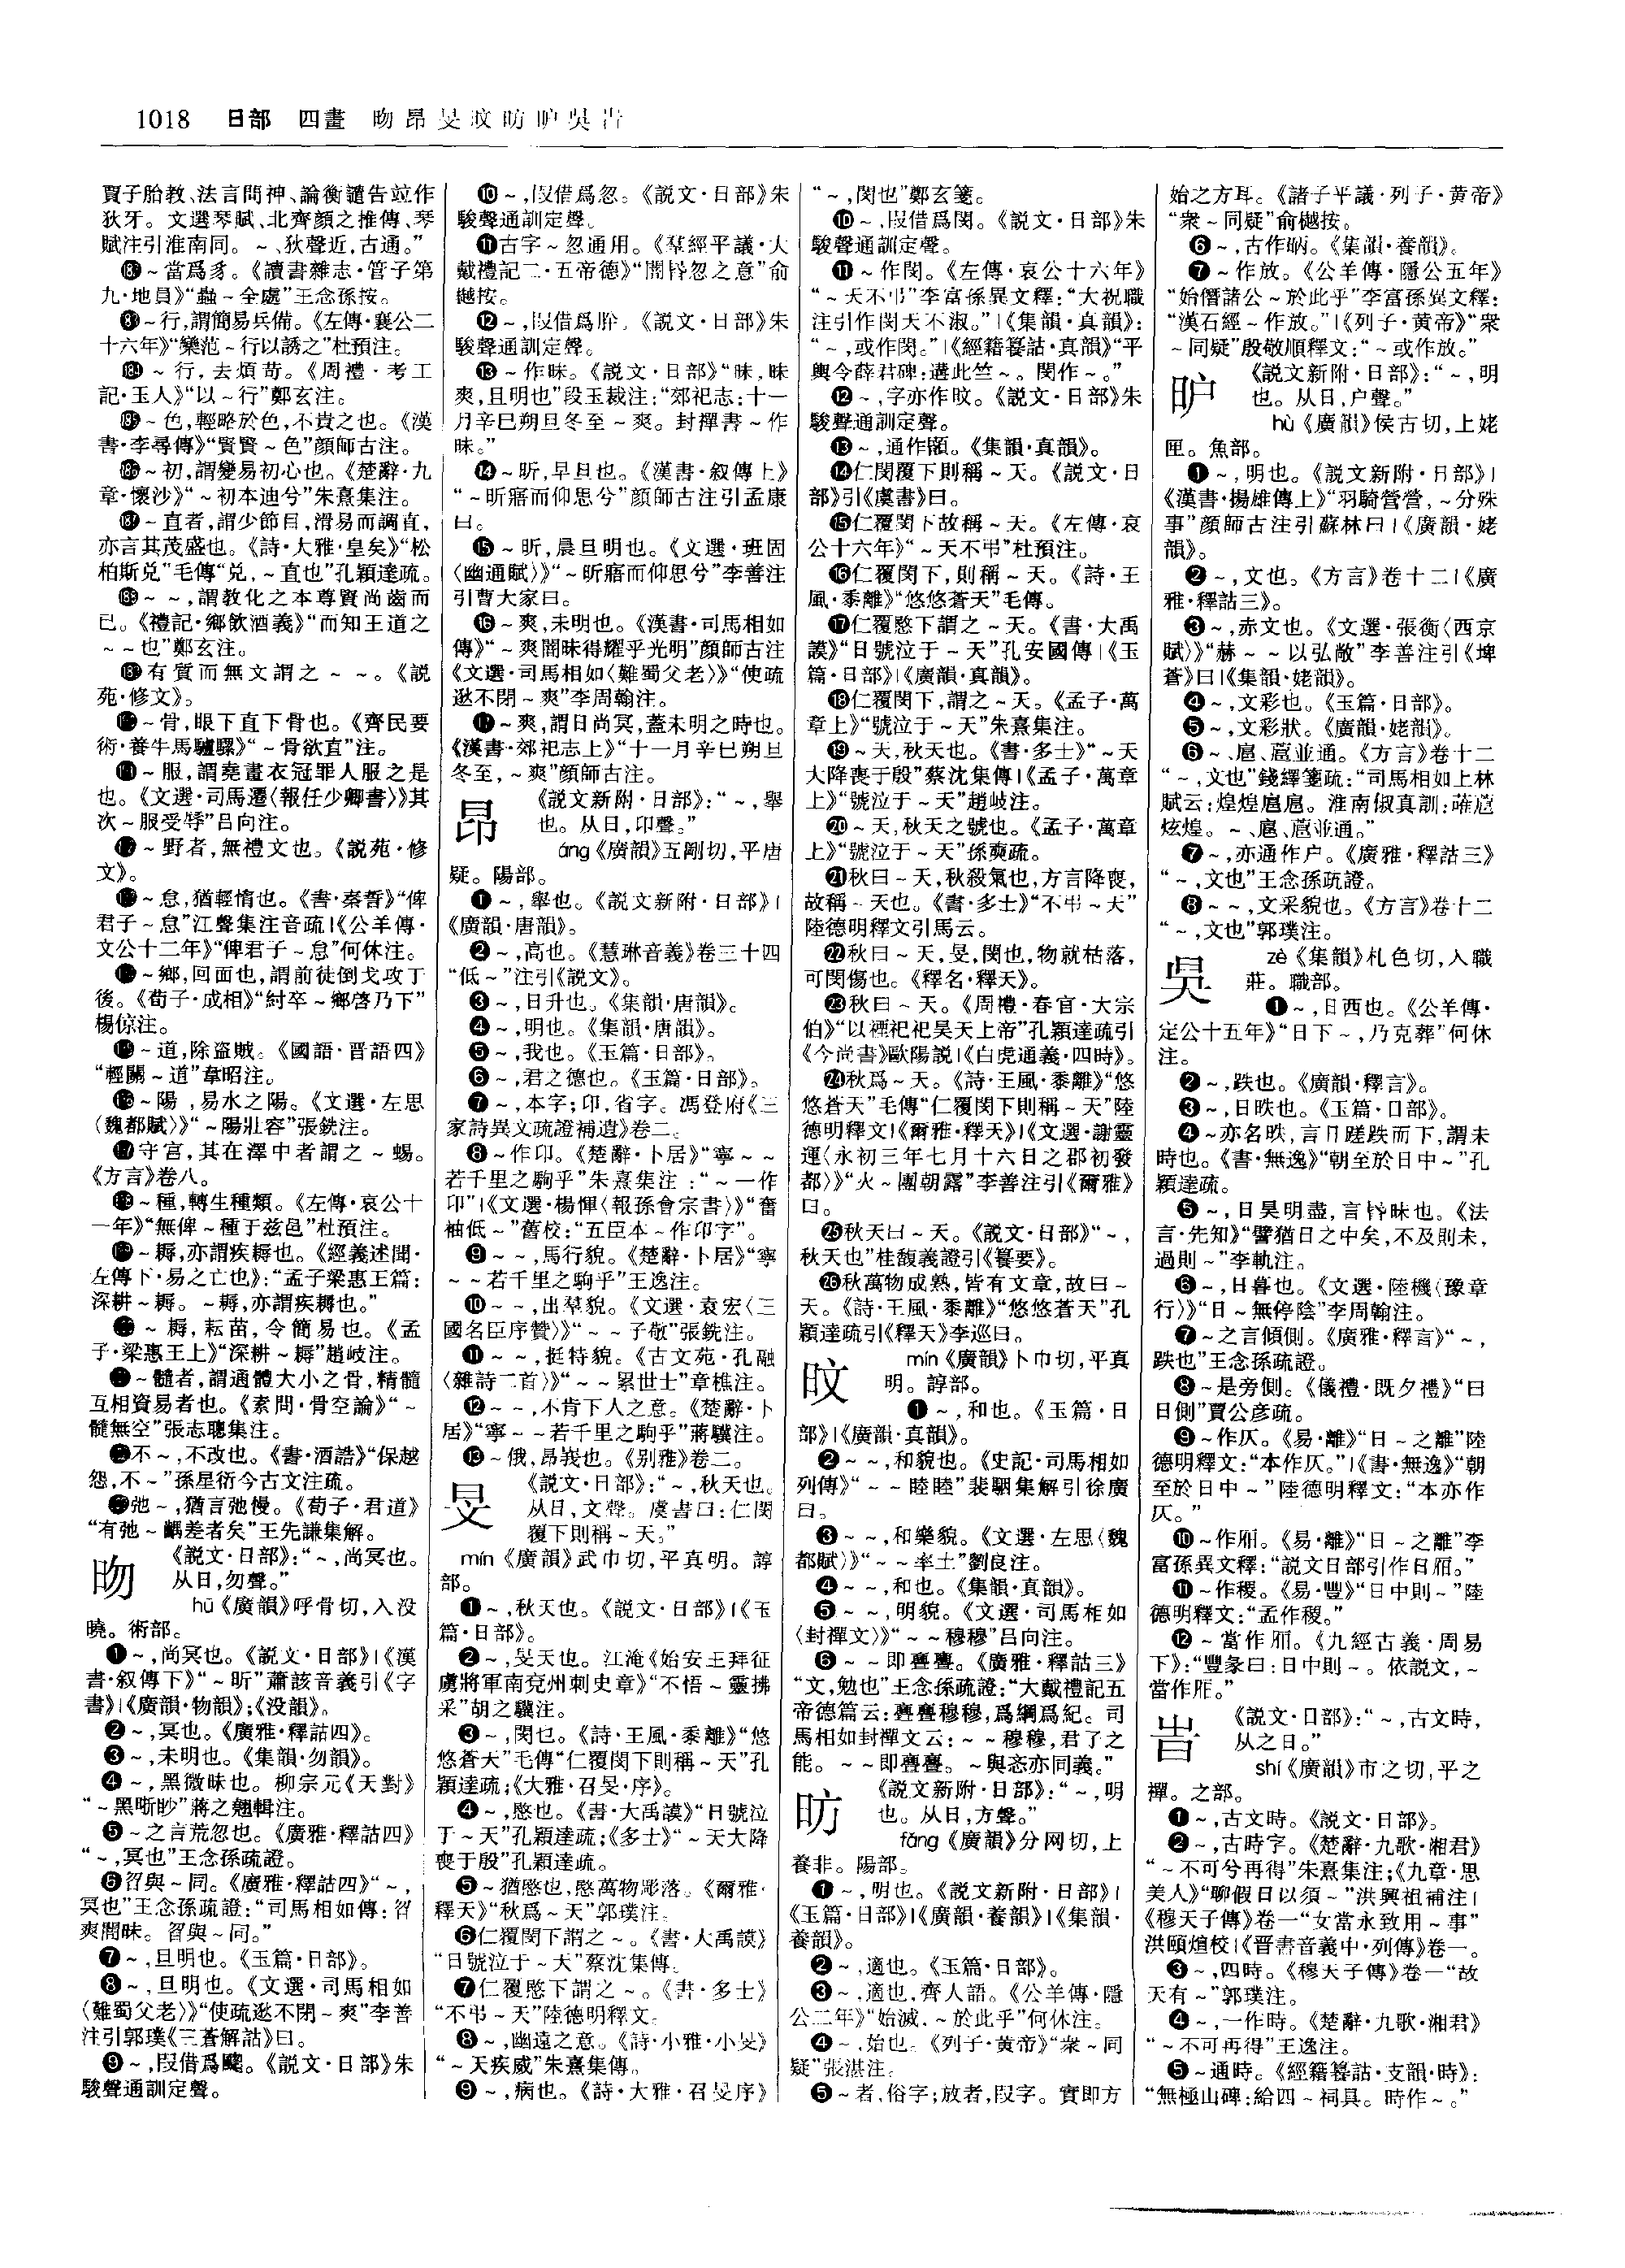 1018 日部 四畫 昒昂旻旼昉昈吳旹
賈子胎教、法言問神、論衡譴告竝作
狄牙。文選琴賦、北齊顏之推傳、琴
賦注引淮南同。～、狄聲近,古通。”
～當爲豸。《讀書雜志·管子第
九·地員》“蟲～全處”王念孫按。
～行,謂簡易兵備。《左傳·襄公二
十六年》“欒范～行以誘之”杜預注。
～行,去煩苛。《周禮·考工
記·玉人》“以～行”鄭玄注。
～色,輕略於色,不貴之也。《漢
書·李尋傳》“賢賢～色”顏師古注。
～初,謂變易初心也。《楚辭·九
章·懷沙》“～初本迪兮”朱熹集注。
～直者,謂少節目,滑易而調直,
亦言其茂盛也。《詩·大雅·皇矣》“松
柏斯兑”毛傳“兑,～直也”孔穎達疏。
～～,謂教化之本尊賢尚齒而
已。《禮記·鄉飲酒義》“而知王道之
～～也”鄭玄注。
有質而無文謂之～～。《說
苑·修文》。
～骨,眼下直下骨也。《齊民要
術·養牛馬驢騾》“～骨欲直”注。
～服,謂堯畫衣冠罪人服之是
也。《文選·司馬遷〈報任少卿書〉》其
次～服受辱”吕向注。
～野者,無禮文也。《説苑·修
文》。
～怠,猶輕惰也。《書·秦誓》“俾
君子～怠”江聲集注音疏|《公羊傳·
文公十二年》“俾君子～怠”何休注。
～鄉,回面也,謂前徒倒戈攻于
後。《荀子·成相》“紂卒～鄉啓乃下”
楊倞注。
～道,除盗賊。《國語·晋語四》
“輕關～道”韋昭注。
～陽,易水之陽。《文選·左思
〈魏都賦〉》“～陽壯容”張銑注。
守宫,其在澤中者謂之～蜴。
《方言》卷八。
～種,轉生種類。《左傳·哀公十
一年》“無俾～種于兹邑”杜預注。
～耨,亦謂疾耨也。《經義述聞·
左傳下·易之亡也》:“孟子梁惠王篇:
深耕～耨。～耨,亦謂疾耨也。”
～耨,耘苗,令簡易也。《孟
子·梁惠王上》“深耕～耨”趙岐注。
～髓者,謂通體大小之骨,精髓
互相資易者也。《素問·骨空論》“～
髓無空”張志聰集注。
不～,不改也。《書·酒誥》“保越
怨,不～”孫星衍今古文注疏。
弛～,猶言弛慢。《荀子·君道》
“有弛～齵差者矣”王先謙集解。
昒 《説文·日部》:“～,尚冥也。
从日,勿聲。”
hū《廣韻》呼骨切,入没
曉。術部。
❶～,尚冥也。《説文·日部》|《漢
書·叙傳下》“～昕”蕭該音義引《字
書》|《廣韻·物韻》;《没韻》。
❷～,冥也。《廣雅·釋詁四》。
❸～,未明也。《集韻·勿韻》。
❹～,黑微昧也。柳宗元《天對》
“～黑晣眇”蔣之翹輯注。
❺～之言荒忽也。《廣雅·釋詁四》
“～,冥也”王念孫疏證。
❻曶與～同。《廣雅·釋詁四》“～,
冥也”王念孫疏證:“司馬相如傳:曶
爽闇昧。曶與～同。”
❼～,旦明也。《玉篇·日部》。
❽～,旦明也。《文選·司馬相如
〈難蜀父老〉》“使疏逖不閉～爽”李善
注引郭璞《三蒼解詁》曰。
❾～,叚借爲䬍。《説文·日部》朱
駿聲通訓定聲。
❿～,叚借爲忽。《説文·日部》朱
駿聲通訓定聲。
⓫古字～忽通用。《羣經平議·大
戴禮記二·五帝德》“闇昏忽之意”俞
樾按。
⓬～,叚借爲肸。《説文·日部》朱
駿聲通訓定聲。
⓭～作昧。《説文·日部》“昧,昧
爽,且明也”段玉裁注:“郊祀志:十一
月辛巳朔旦冬至～爽。封禪書～作
昧。”
⓮～昕,早旦也。《漢書·叙傳上》
“～昕寤而仰思兮”顏師古注引孟康
曰。
⓯～昕,晨旦明也。《文選·班固
〈幽通賦〉》“～昕寤而仰思兮”李善注
引曹大家曰。
⓰～爽,未明也。《漢書·司馬相如
傳》“～爽闇昧得耀乎光明”顏師古注
《文選·司馬相如〈難蜀父老〉》“使疏
逖不閉～爽”李周翰注。
⓱～爽,謂日尚冥,蓋未明之時也。
《漢書·郊祀志上》“十一月辛巳朔旦
冬至,～爽”顏師古注。
昂 《説文新附·日部》:“～,舉
也。从日,卬聲。”
áng《廣韻》五剛切,平唐
疑。陽部。
❶～,舉也。《説文新附·日部》|
《廣韻·唐韻》。
❷～,高也。《慧琳音義》卷三十四
“低～”注引《説文》。
❸～,日升也。《集韻·唐韻》。
❹～,明也。《集韻·唐韻》。
❺～,我也。《玉篇·日部》。
❻～,君之德也。《玉篇·日部》。
❼～,本字;卬,省字。馮登府《三
家詩異文疏證補遺》卷二。
❽～作卬。《楚辭·卜居》“寧～～
若千里之駒乎”朱熹集注:“～一作
卬”|《文選·楊惲〈報孫會宗書〉》“奮
袖低～”舊校:“五臣本～作卬字”。
❾～～,馬行貌。《楚辭·卜居》“寧
～～若千里之駒乎”王逸注。
❿～～,出羣貌。《文選·袁宏〈三
國名臣序贊〉》“～～子敬”張銑注。
⓫～～,挺特貌。《古文苑·孔融
〈雜詩二首〉》“～～累世士”章樵注。
⓬～～,不肯下人之意。《楚辭·卜
居》“寧～～若千里之駒乎”蔣驥注。
⓭～俄,昂峩也。《别雅》卷二。
旻 《説文·日部》:“～,秋天也。
从日,文聲。虞書曰:仁閔
覆下則稱～天。”
mín《廣韻》武巾切,平真明。諄
部。
❶～,秋天也。《説文·日部》|《玉
篇·日部》。
❷～,旻天也。江淹《始安王拜征
虜將軍南兖州刺史章》“不悟～靈拂
采”胡之驥注。
❸～,閔也。《詩·王風·黍離》“悠
悠蒼天”毛傳“仁覆閔下則稱～天”孔
穎達疏;《大雅·召旻·序》。
❹～,愍也。《書·大禹謨》“日號泣
于～天”孔穎達疏;《多士》“～天大降
喪于殷”孔穎達疏。
❺～猶愍也,愍萬物彫落。《爾雅·
釋天》“秋爲～天”郭璞注。
❻仁覆閔下謂之～。《書·大禹謨》
“日號泣于～天”蔡沈集傳。
❼仁覆愍下謂之～。《書·多士》
“不弔～天”陸德明釋文。
❽～,幽遠之意。《詩·小雅·小旻》
“～天疾威”朱熹集傳。
❾～,病也。《詩·大雅·召旻序》
“～,閔也”鄭玄箋。
❿～,叚借爲閔。《説文·日部》朱
駿聲通訓定聲。
⓫～作閔。《左傳·哀公十六年》
“～天不弔”李富孫異文釋:“大祝職
注引作閔天不淑。”|《集韻·真韻》:
“～,或作閔。”|《經籍籑詁·真韻》“平
輿令薛君碑:遘此竺～。閔作～。”
⓬～,字亦作旼。《説文·日部》朱
駿聲通訓定聲。
⓭～,通作䪸。《集韻·真韻》。
⓮仁閔覆下則稱～天。《説文·日
部》引《虞書》曰。
⓯仁覆閔下故稱～天。《左傳·哀
公十六年》“～天不弔”杜預注。
⓰仁覆閔下,則稱～天。《詩·王
風·黍離》“悠悠蒼天”毛傳。
⓱仁覆愍下謂之～天。《書·大禹
謨》“日號泣于～天”孔安國傳|《玉
篇·日部》|《廣韻·真韻》。
⓲仁覆閔下,謂之～天。《孟子·萬
章上》“號泣于～天”朱熹集注。
⓳～天,秋天也。《書·多士》“～天
大降喪于殷”蔡沈集傳|《孟子·萬章
上》“號泣于～天”趙岐注。
⓴～天,秋天之號也。《孟子·萬章
上》“號泣于～天”孫奭疏。
㉑秋曰～天,秋殺氣也,方言降喪,
故稱～天也。《書·多士》“不弔～天”
陸德明釋文引馬云。
㉒秋曰～天,旻,閔也,物就枯落,
可閔傷也。《釋名·釋天》。
㉓秋曰～天。《周禮·春官·大宗
伯》“以禋祀祀昊天上帝”孔穎達疏引
《今尚書》歐陽説|《白虎通義·四時》。
㉔秋爲～天。《詩·王風·黍離》“悠
悠蒼天”毛傳“仁覆閔下則稱～天”陸
德明釋文|《爾雅·釋天》|《文選·謝靈
運〈永初三年七月十六日之郡初發
都〉》“火～團朝露”李善注引《爾雅》
曰。
㉕秋天曰～天。《説文·日部》“～,
秋天也”桂馥義證引《籑要》。
㉖秋萬物成熟,皆有文章,故曰～
天。《詩·王風·黍離》“悠悠蒼天”孔
穎達疏引《釋天》李巡曰。
旼 mín《廣韻》卜巾切,平真
明。諄部。
❶～,和也。《玉篇·日
部》|《廣韻·真韻》。
❷～～,和貌也。《史記·司馬相如
列傳》“～～睦睦”裴駰集解引徐廣
曰。
❸～～,和樂貌。《文選·左思〈魏
都賦〉》“～～率土”劉良注。
❹～～,和也。《集韻·真韻》。
❺～～,明貌。《文選·司馬相如
〈封禪文〉》“～～穆穆”吕向注。
❻～～即亹亹。《廣雅·釋詁三》
“文,勉也”王念孫疏證:“大戴禮記五
帝德篇云:亹亹穆穆,爲綱爲紀。司
馬相如封禪文云:～～穆穆,君子之
能。～～即亹亹。～與忞亦同義。”
昉 《説文新附·日部》:“～,明
也。从日,方聲。”
fǎng《廣韻》分网切,上
養非。陽部。
❶～,明也。《説文新附·日部》|
《玉篇·日部》|《廣韻·養韻》|《集韻·
養韻》。
❷～,適也。《玉篇·日部》。
❸～,適也,齊人語。《公羊傳·隱
公二年》“始滅,～於此乎”何休注。
❹～,始也。《列子·黄帝》“衆～同
疑”張湛注。
❺～者,俗字;放者,叚字。實即方
始之方耳。《諸子平議·列子·黄帝》
“衆～同疑”俞樾按。
❻～,古作昞。《集韻·養韻》。
❼～作放。《公羊傳·隱公五年》
“始僭諸公～於此乎”李富孫異文釋:
“漢石經～作放。”|《列子·黄帝》“衆
～同疑”殷敬順釋文:“～或作放。”
昈 《説文新附·日部》:“～,明
也。从日,户聲。”
hù《廣韻》侯古切,上姥
匣。魚部。
❶～,明也。《説文新附·日部》|
《漢書·揚雄傳上》“羽騎營營,～分殊
事”顏師古注引蘇林曰|《廣韻·姥
韻》。
❷～,文也。《方言》卷十二|《廣
雅·釋詁三》。
❸～,赤文也。《文選·張衡〈西京
賦〉》“赫～～以弘敞”李善注引《埤
蒼》曰|《集韻·姥韻》。
❹～,文彩也。《玉篇·日部》。
❺～,文彩狀。《廣韻·姥韻》。
❻～、扈、蔰並通。《方言》卷十二
“～,文也”錢繹箋疏:“司馬相如上林
賦云:煌煌扈扈。淮南俶真訓:蓶蔰
炫煌。～、扈、蔰並通。”
❼～,亦通作户。《廣雅·釋詁三》
“～,文也”王念孫疏證。
❽～～,文采貌也。《方言》卷十二
“～,文也”郭璞注。
吳 zè《集韻》札色切,入職
莊。職部。
❶～,日西也。《公羊傳·
定公十五年》“日下～,乃克葬”何休
注。
❷～,跌也。《廣韻·釋言》。
❸～,日昳也。《玉篇·日部》。
❹～亦名昳,言日蹉跌而下,謂未
時也。《書·無逸》“朝至於日中～”孔
穎達疏。
❺～,日昊明盡,言昏昧也。《法
言·先知》“譬猶日之中矣,不及則未,
過則～”李軌注。
❻～,日暮也。《文選·陸機〈豫章
行〉》“日～無停陰”李周翰注。
❼～之言傾側。《廣雅·釋言》“～,
跌也”王念孫疏證。
❽～是旁側。《儀禮·既夕禮》“曰
日側”賈公彦疏。
❾～作仄。《易·離》“日～之離”陸
德明釋文:“本作仄。”|《書·無逸》“朝
至於日中～”陸德明釋文:“本亦作
仄。”
❿～作𠨮。《易·離》“日～之離”李
富孫異文釋:“説文日部引作日𠨮。”
⓫～作稷。《易·豐》“日中則～”陸
德明釋文:“孟作稷。”
⓬～當作𠨮。《九經古義·周易
下》:“豐彖曰:日中則～。依説文,～
當作𠨮。”
旹 《説文·日部》:“～,古文時,
从之日。”
shí《廣韻》市之切,平之
禪。之部。
❶～,古文時。《説文·日部》。
❷～,古時字。《楚辭·九歌·湘君》
“～不可兮再得”朱熹集注;《九章·思
美人》“聊假日以須～”洪興祖補注|
《穆天子傳》卷一“女當永致用～事”
洪頤煊校|《晋書音義中·列傳》卷一。
❸～,四時。《穆天子傳》卷一“故
天有～”郭璞注。
❹～,一作時。《楚辭·九歌·湘君》
“～不可再得”王逸注。
❺～通時。《經籍籑詁·支韻·時》:
“無極山碑:給四～祠具。時作～。”